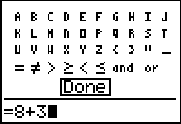 A B C D E F G H I J
K L M N O P Q R S T
U V W X Y Z { } " _
= ≠ > ≥ < ≤ and or
Done
=8+3